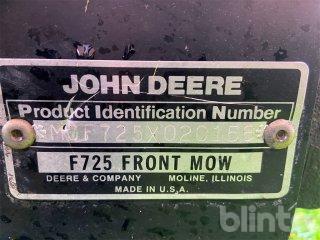 JOHN DEERE
Product Identification Number
F725 FRONT MOW
DEERE & COMPANY MOLINE, ILLINOIS
MADE IN U.S.A.
blinto